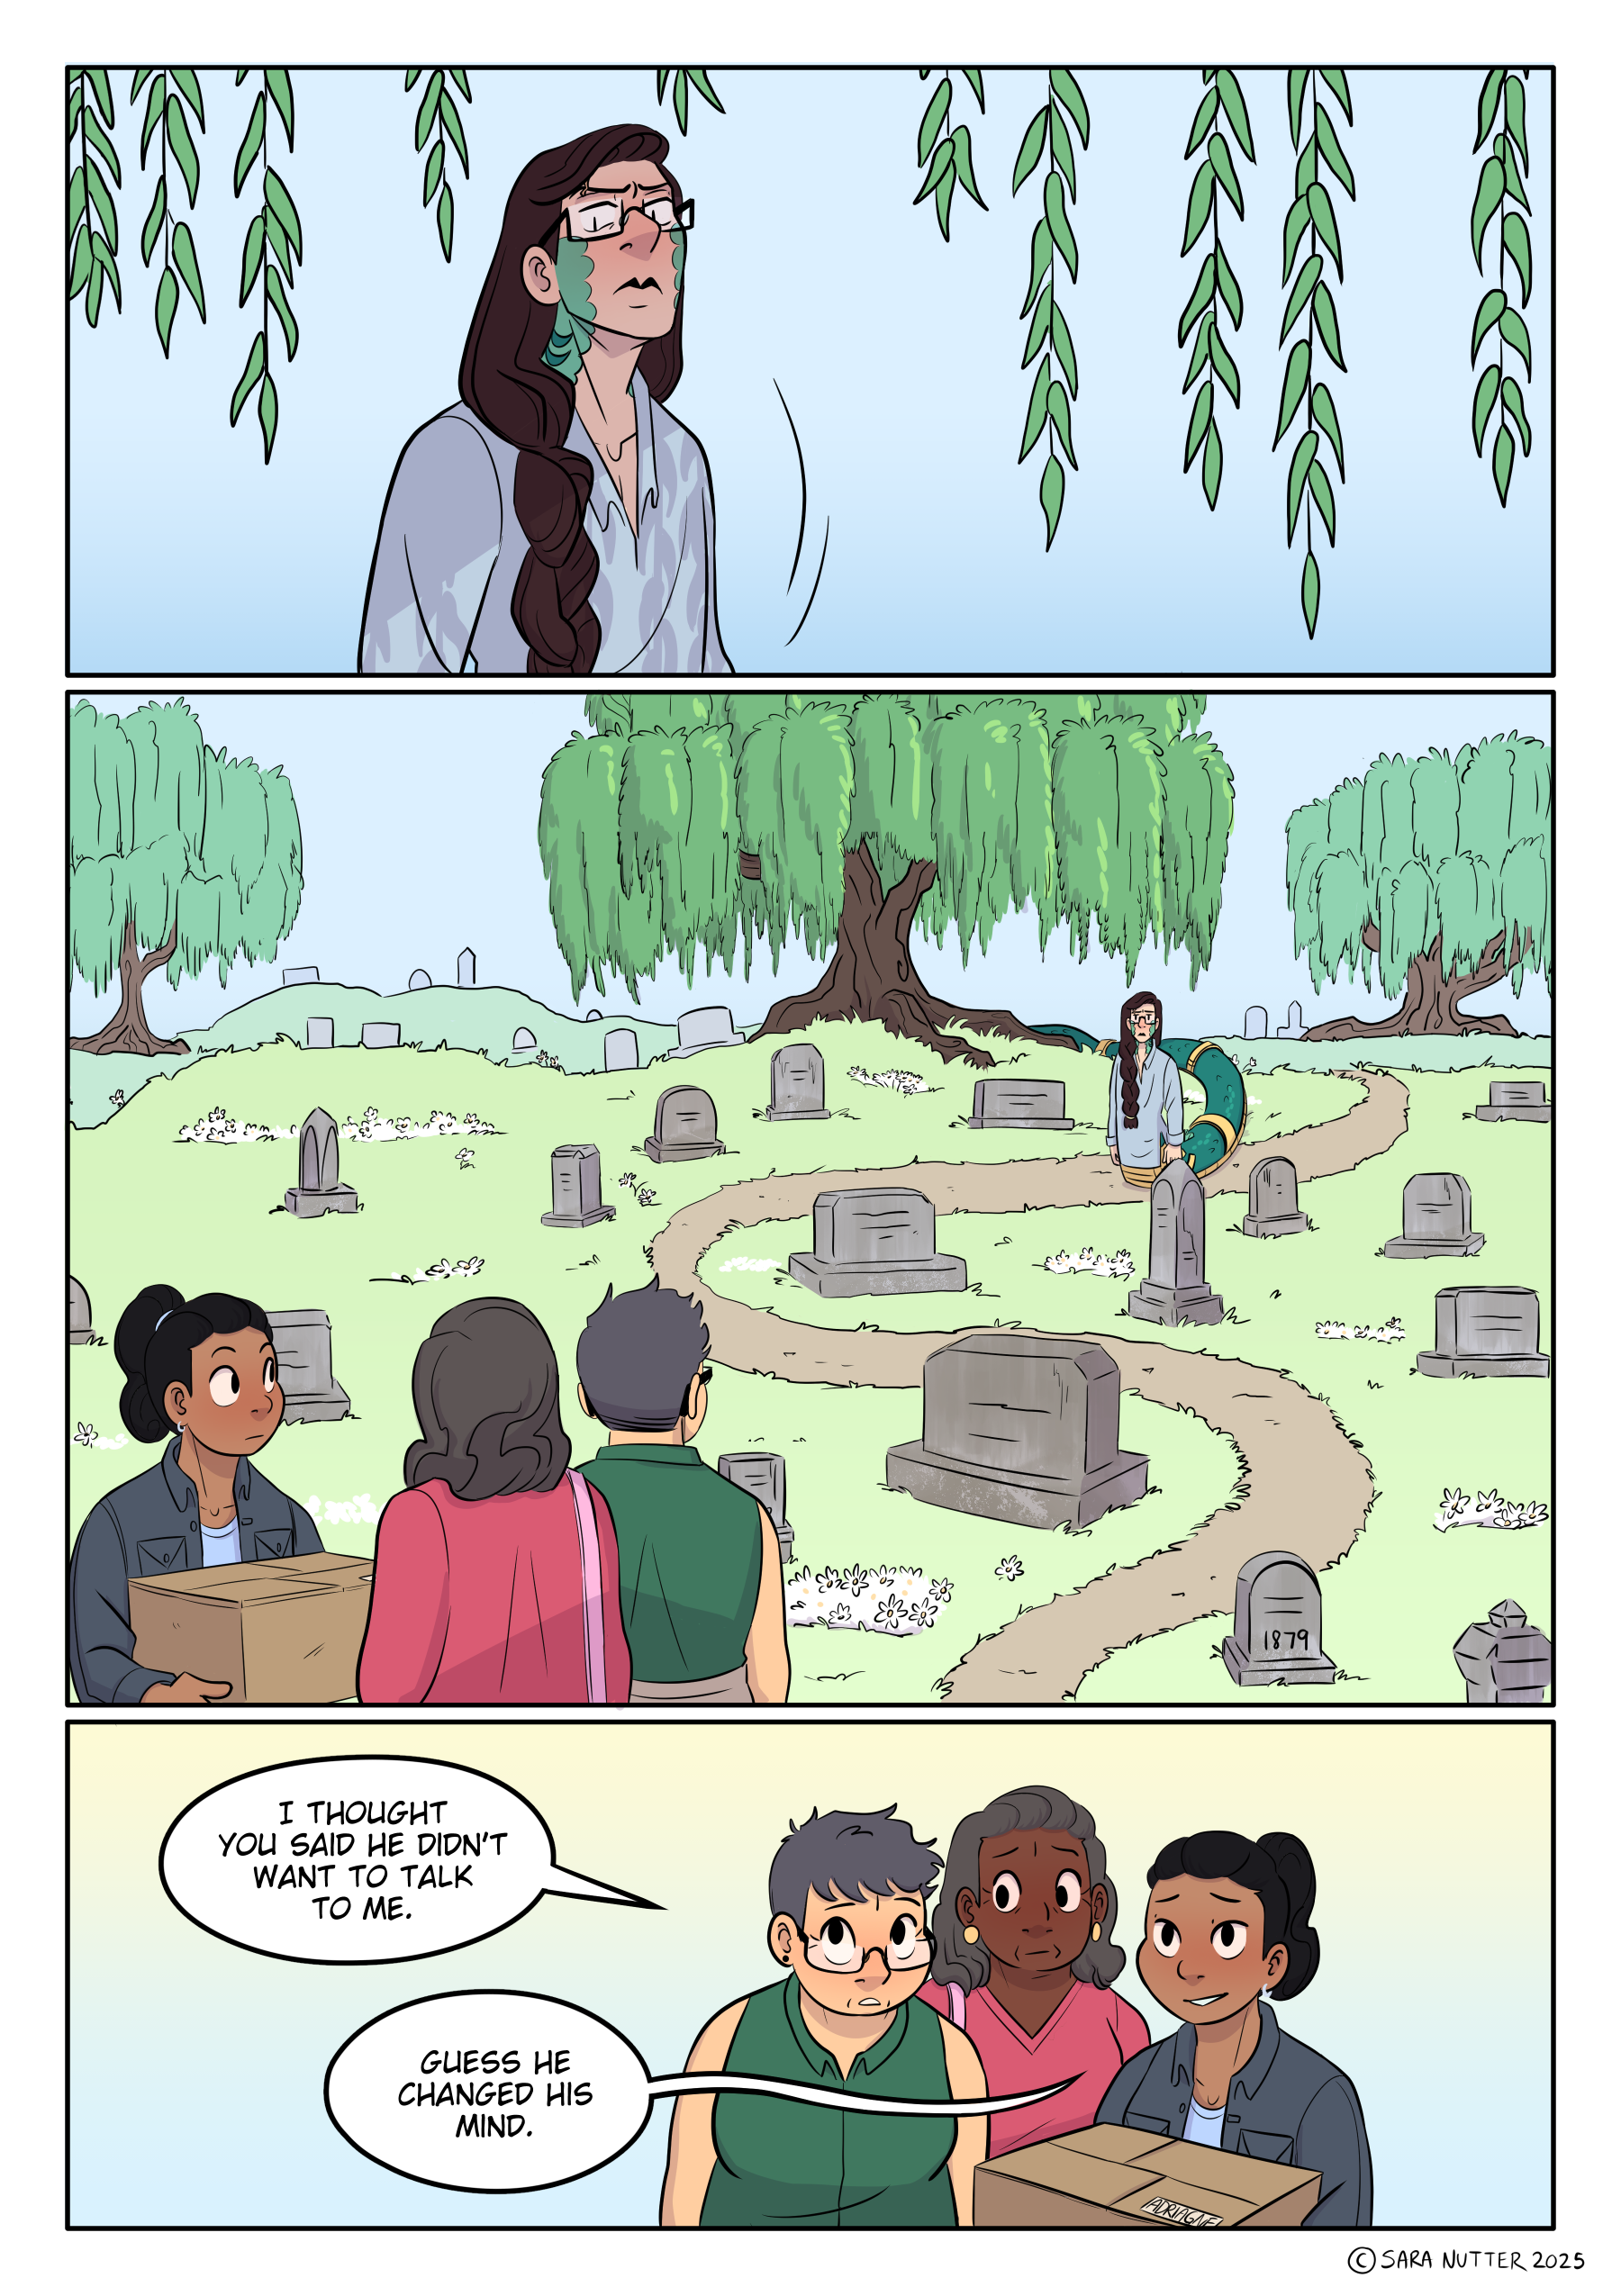 1879
I THOUGHT
YOU SAID HE DIDN'T
WANT TO TALK
TO ME.
GUESS HE
CHANGED HIS
MIND.
ADRIAGNE
© SARA NUTTER 2025